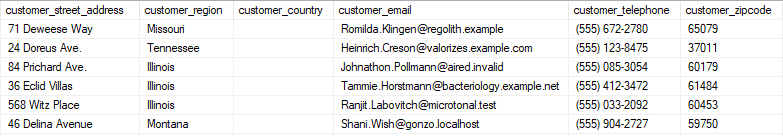 customer_street_address customer_region customer_country customer_email customer_telephone customer_zipcode
71 Deweese Way Missouri Romilda.Klingen@regolith.example (555) 672-2780 65079
24 Doreus Ave. Tennessee Heinrich.Creson@valorizes.example.com (555) 123-8475 37011
84 Prichard Ave. Illinois Johnathon.Pollmann@aired.invalid (555) 085-3054 60179
36 Eclid Villas Illinois Tammie.Horstmann@bacteriology.example.net (555) 412-3472 61484
568 Witz Place Illinois Ranjit.Labovitch@microtonal.test (555) 033-2092 60453
46 Delina Avenue Montana Shani.Wish@gonzo.localhost (555) 904-2727 59750